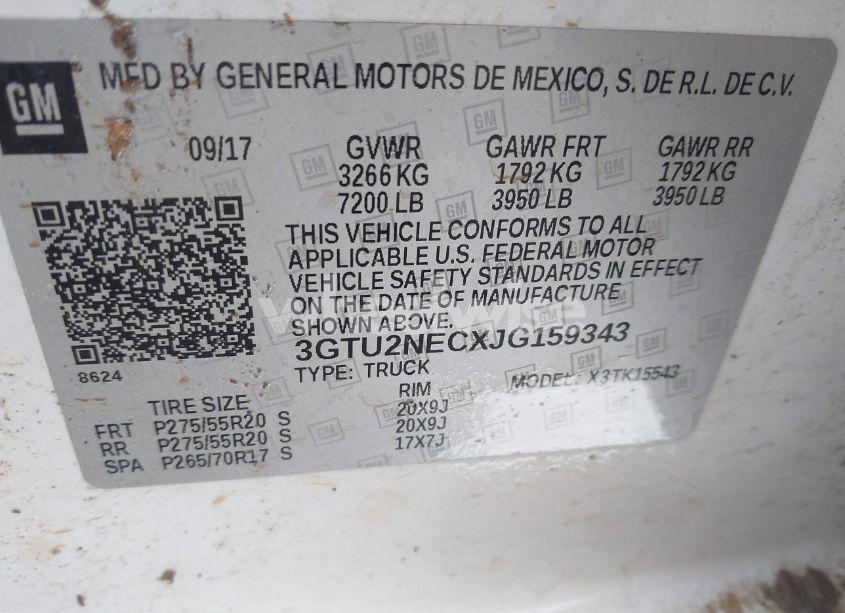 GM
MFD BY GENERAL MOTORS DE MEXICO, S. DE R.L. DE C.V.
09/17 GVWR GAWR FRT GAWR RR
3266 KG 1792 KG 1792 KG
7200 LB 3950 LB 3950 LB
THIS VEHICLE CONFORMS TO ALL
APPLICABLE U.S. FEDERAL MOTOR
VEHICLE SAFETY STANDARDS IN EFFECT
ON THE DATE OF MANUFACTURE
SHOWN ABOVE.
3GTU2NECXJG159343
8624
TYPE: TRUCK MODEL: X3TK15543
TIRE SIZE RIM
FRT P275/55R20 S 20X9J
RR P275/55R20 S 20X9J
SPA P265/70R17 S 17X7J